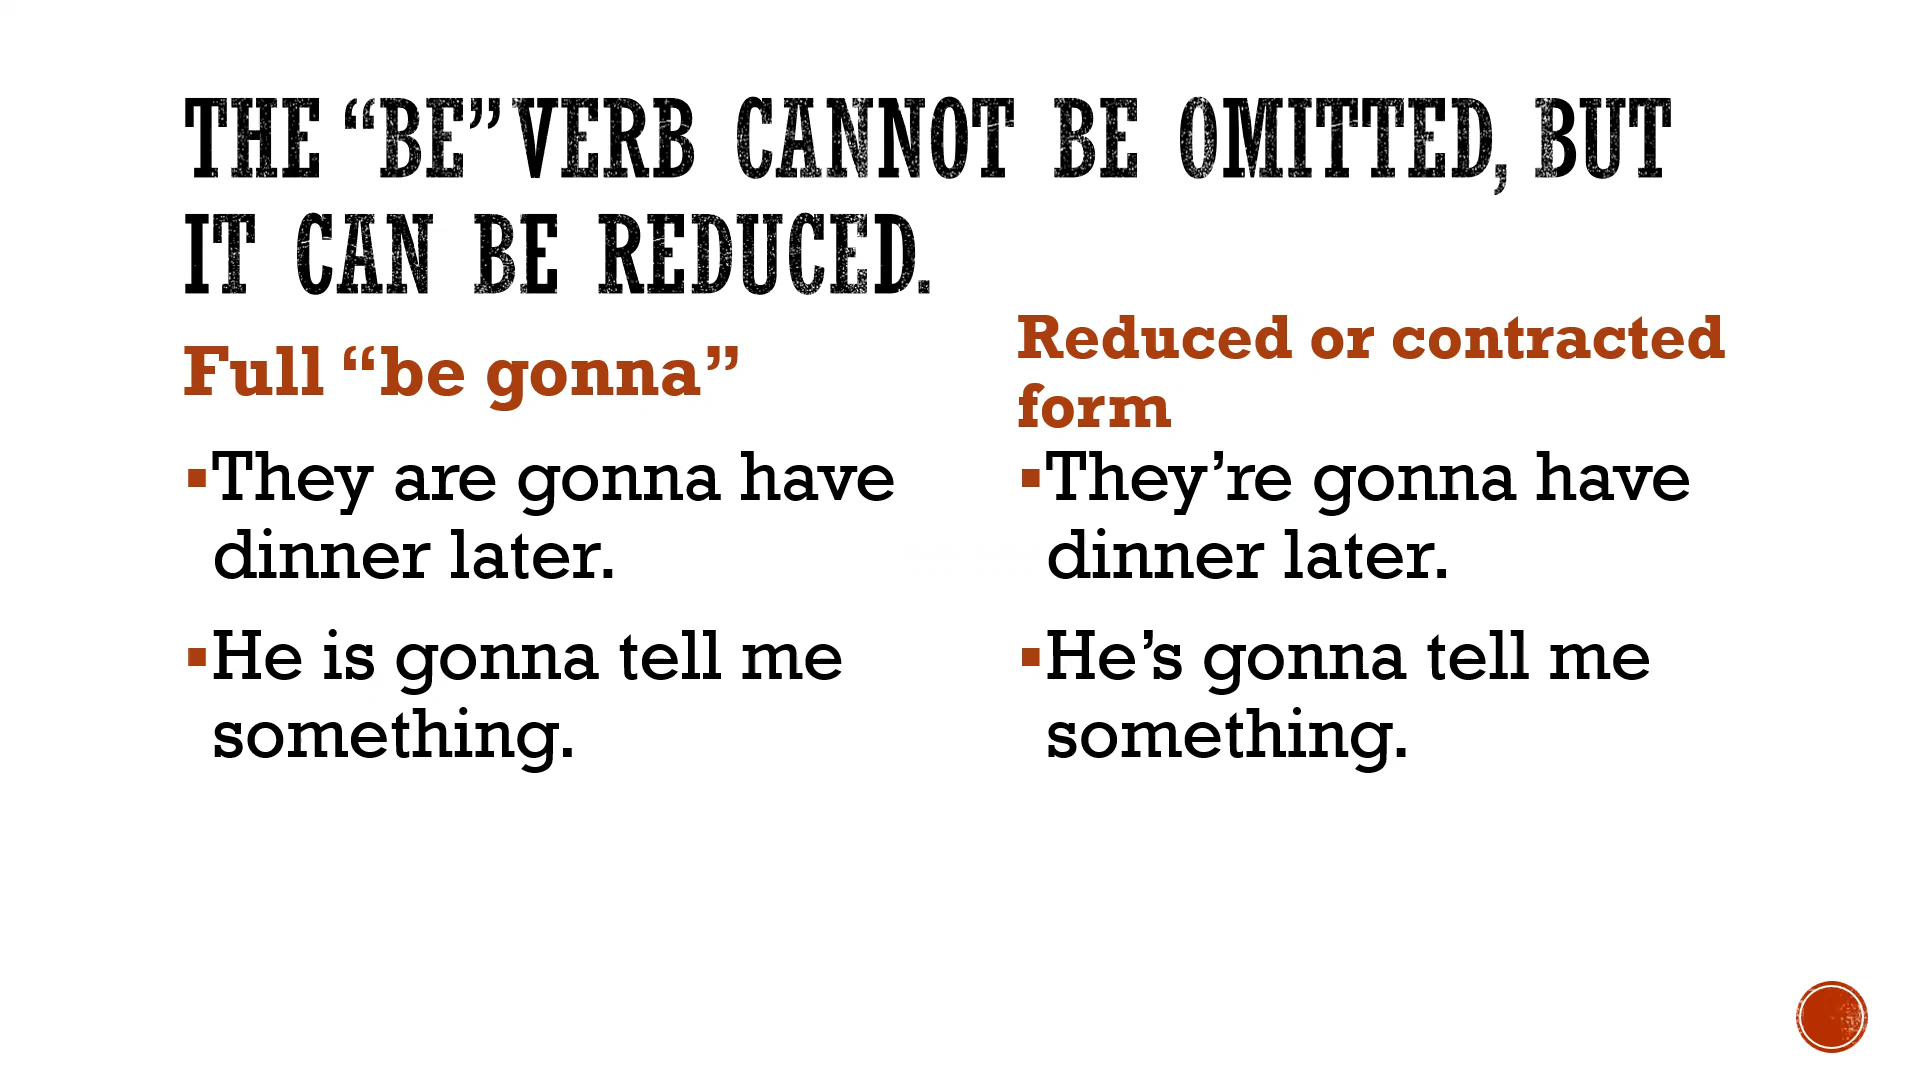 THE “BE” VERB CANNOT BE OMITTED, BUT
IT CAN BE REDUCED.
Full “be gonna”
▪They are gonna have
dinner later.
▪He is gonna tell me
something.
Reduced or contracted
form
▪They’re gonna have
dinner later.
▪He’s gonna tell me
something.